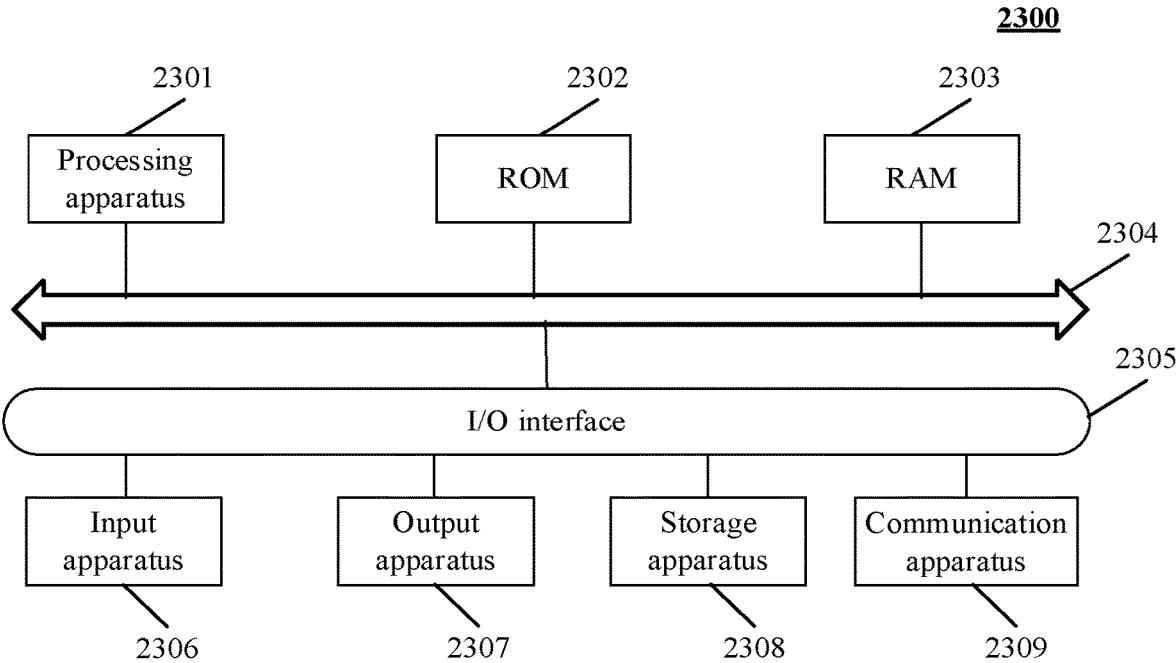 2300
2301
2302
2303
Processing
apparatus
ROM
RAM
2304
2305
I/O interface
Input
apparatus
Output
apparatus
Storage
apparatus
Communication
apparatus
2306
2307
2308
2309